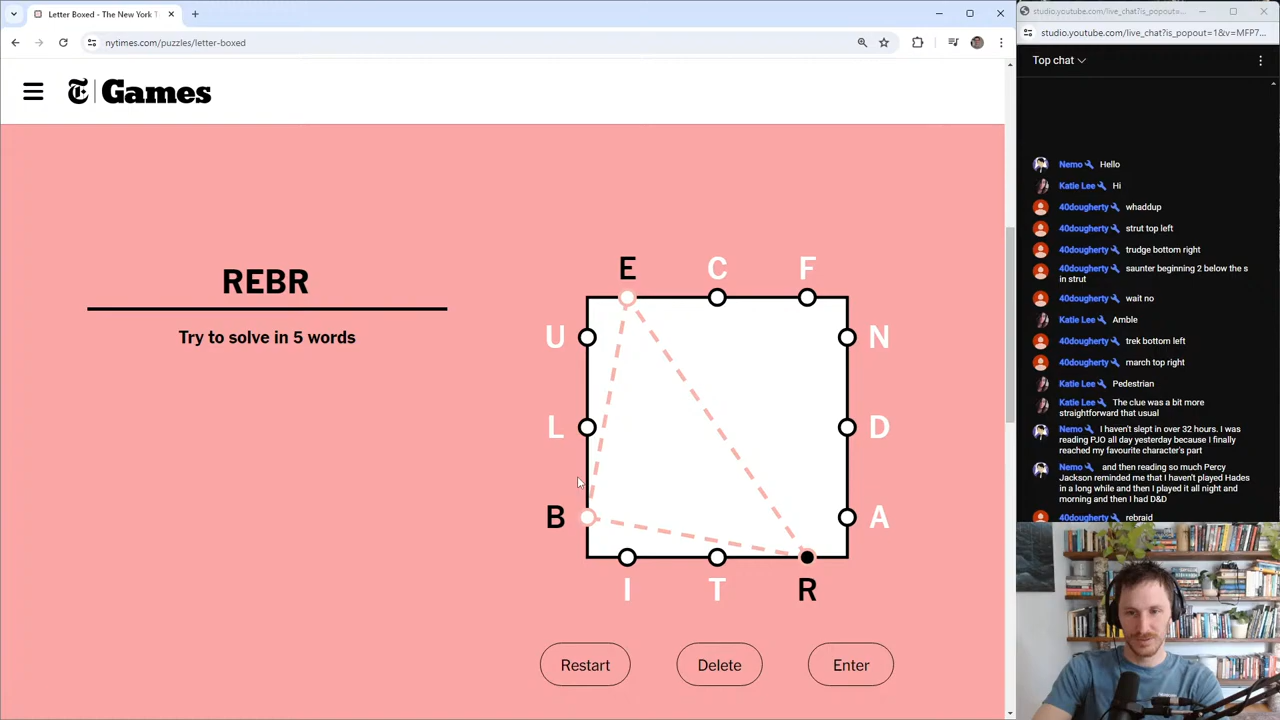 Letter Boxed - The New York T
nytimes.com/puzzles/letter-boxed
Games
REBR
Try to solve in 5 words
E C F
U N
L D
B A
I T R
Restart Delete Enter
studio.youtube.com/live_chat?is_popout=...
studio.youtube.com/live_chat?is_popout=1&v=MFP7...
Top chat
Nemo Hello
Katie Lee Hi
40dougherty whaddup
40dougherty strut top left
40dougherty trudge bottom right
40dougherty saunter beginning 2 below the s
in strut
40dougherty wait no
Katie Lee Amble
40dougherty trek bottom left
40dougherty march top right
Katie Lee Pedestrian
Katie Lee The clue was a bit more
straightforward that usual
Nemo I haven't slept in over 32 hours. I was
reading PJO all day yesterday because I finally
reached my favourite character's part
Nemo and then reading so much Percy
Jackson reminded me that I haven't played Hades
in a long while and then I played it all night and
morning and then I had D&D
40dougherty rebraid